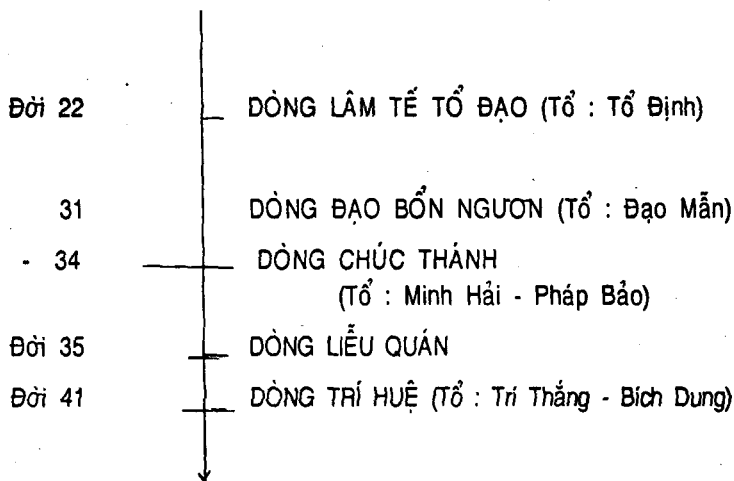 Đời 22 DÒNG LÂM TẾ TỔ ĐẠO (Tổ : Tổ Định)
31 DÒNG ĐẠO BỔN NGƯƠN (Tổ : Đạo Mẫn)
- 34 DÒNG CHÚC THÁNH
(Tổ : Minh Hải - Pháp Bảo)
Đời 35 DÒNG LIỄU QUÁN
Đời 41 DÒNG TRÍ HUỆ (Tổ : Trí Thắng - Bích Dung)